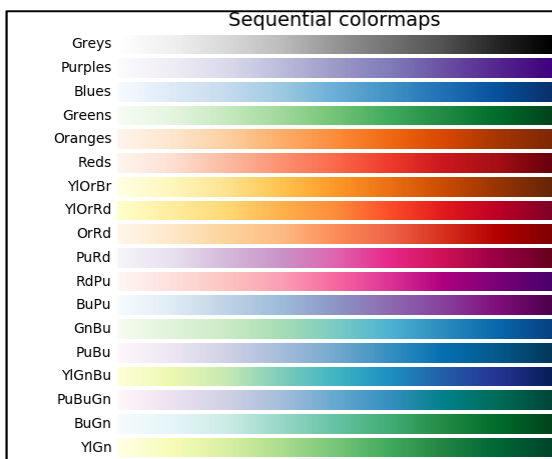 Sequential colormaps
Greys
Purples
Blues
Greens
Oranges
Reds
YlOrBr
YlOrRd
OrRd
PuRd
RdPu
BuPu
GnBu
PuBu
YlGnBu
PuBuGn
BuGn
YlGn